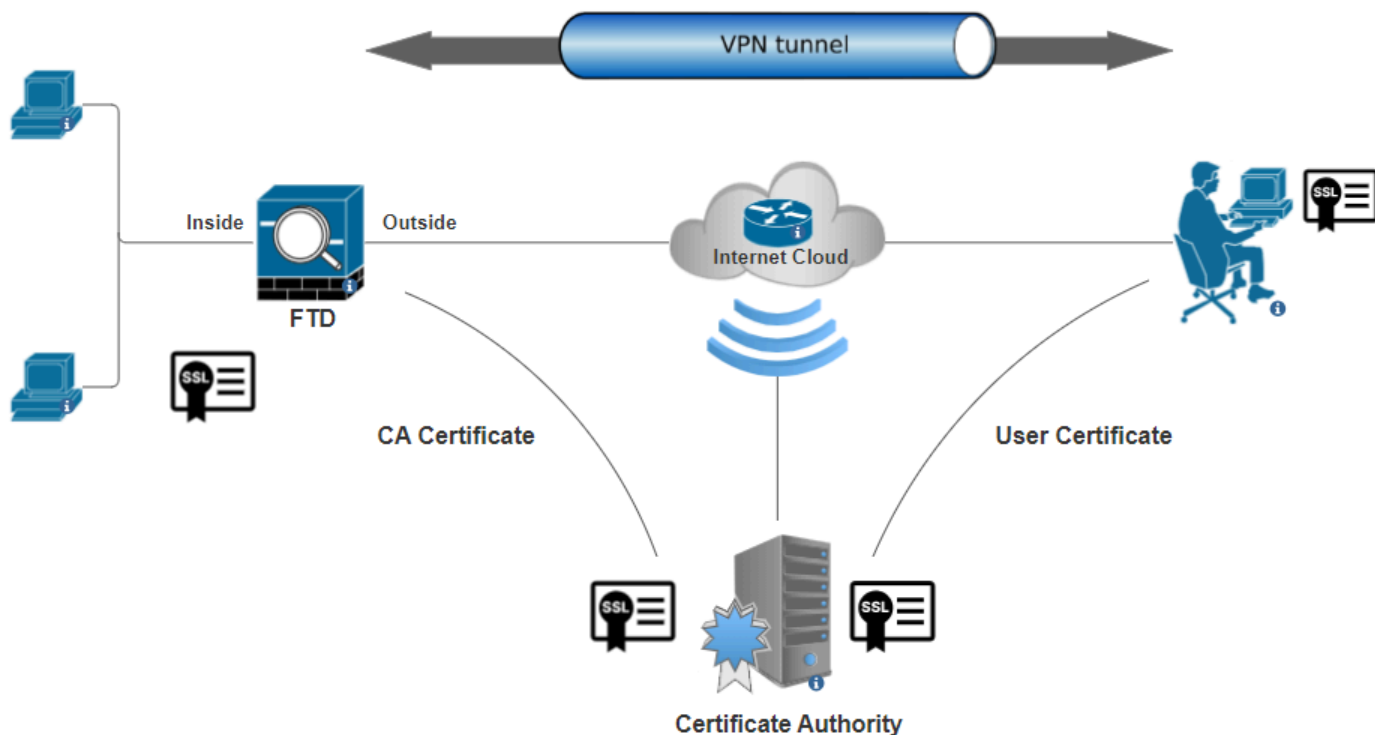 VPN tunnel
SSL
Inside
Outside
Internet Cloud
FTD
SSL
CA Certificate
User Certificate
SSL
SSL
Certificate Authority